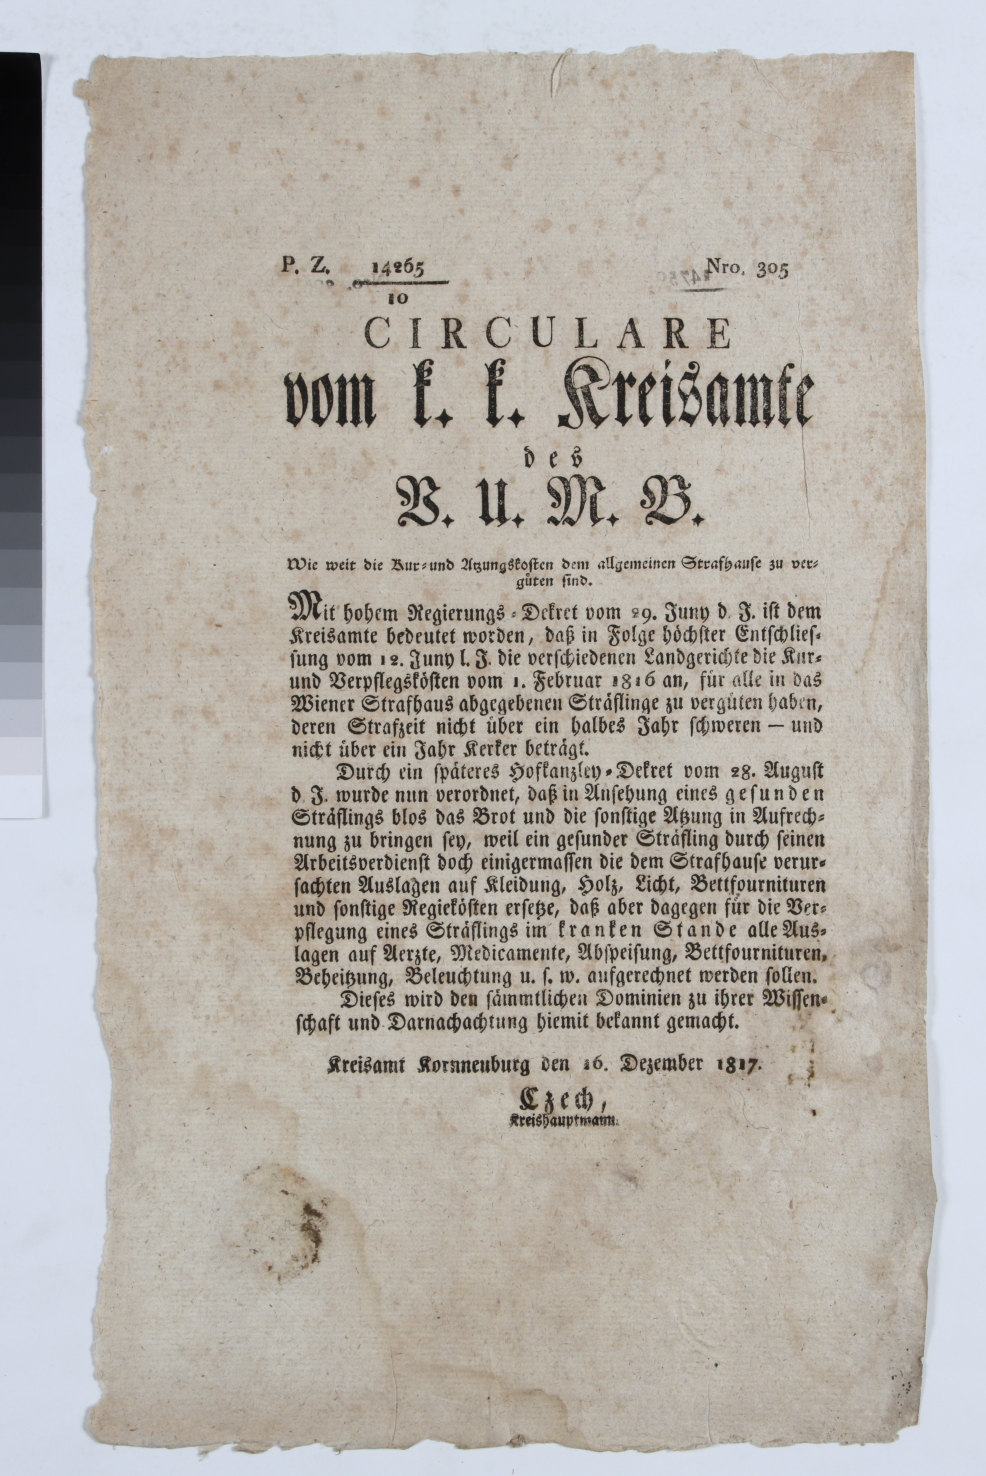 P. Z. 14265
10
Nro. 305
CIRCULARE
vom k. k. Kreisamte
des
V. U. M. B.
Wie weit die Kur- und Atzungskosten dem allgemeinen Strafhause zu ver-
güten sind.
Mit hohem Regierungs-Dekret vom 29. Juny d. J. ist dem
Kreisamte bedeutet worden, daß in Folge höchster Entschlies-
sung vom 12. Juny l. J. die verschiedenen Landgerichte die Kur-
und Verpflegskösten vom 1. Februar 1816 an, für alle in das
Wiener Strafhaus abgegebenen Sträflinge zu vergüten haben,
deren Strafzeit nicht über ein halbes Jahr schweren — und
nicht über ein Jahr Kerker beträgt.
Durch ein späteres Hofkanzley-Dekret vom 28. August
d. J. wurde nun verordnet, daß in Ansehung eines gesunden
Sträflings blos das Brot und die sonstige Atzung in Aufrech-
nung zu bringen sey, weil ein gesunder Sträfling durch seinen
Arbeitsverdienst doch einigermassen die dem Strafhause verur-
sachten Auslagen auf Kleidung, Holz, Licht, Bettfournituren
und sonstige Regiekösten ersetze, daß aber dagegen für die Ver-
pflegung eines Sträflings im kranken Stande alle Aus-
lagen auf Aerzte, Medicamente, Abspeisung, Bettfournituren,
Beheitzung, Beleuchtung u. s. w. aufgerechnet werden sollen.
Dieses wird den sämmtlichen Dominien zu ihrer Wissen-
schaft und Darnachachtung hiemit bekannt gemacht.
Kreisamt Kornneuburg den 16. Dezember 1817.
Czech,
Kreishauptmann.